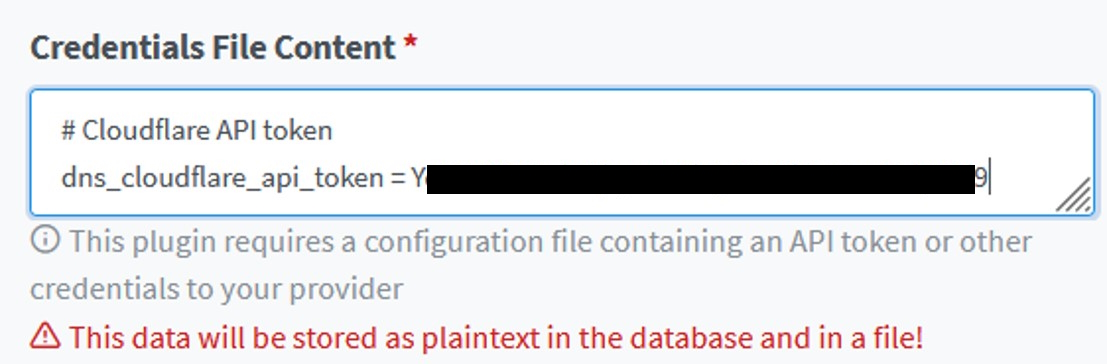 Credentials File Content *
# Cloudflare API token
dns_cloudflare_api_token = Y 9
This plugin requires a configuration file containing an API token or other
credentials to your provider
This data will be stored as plaintext in the database and in a file!